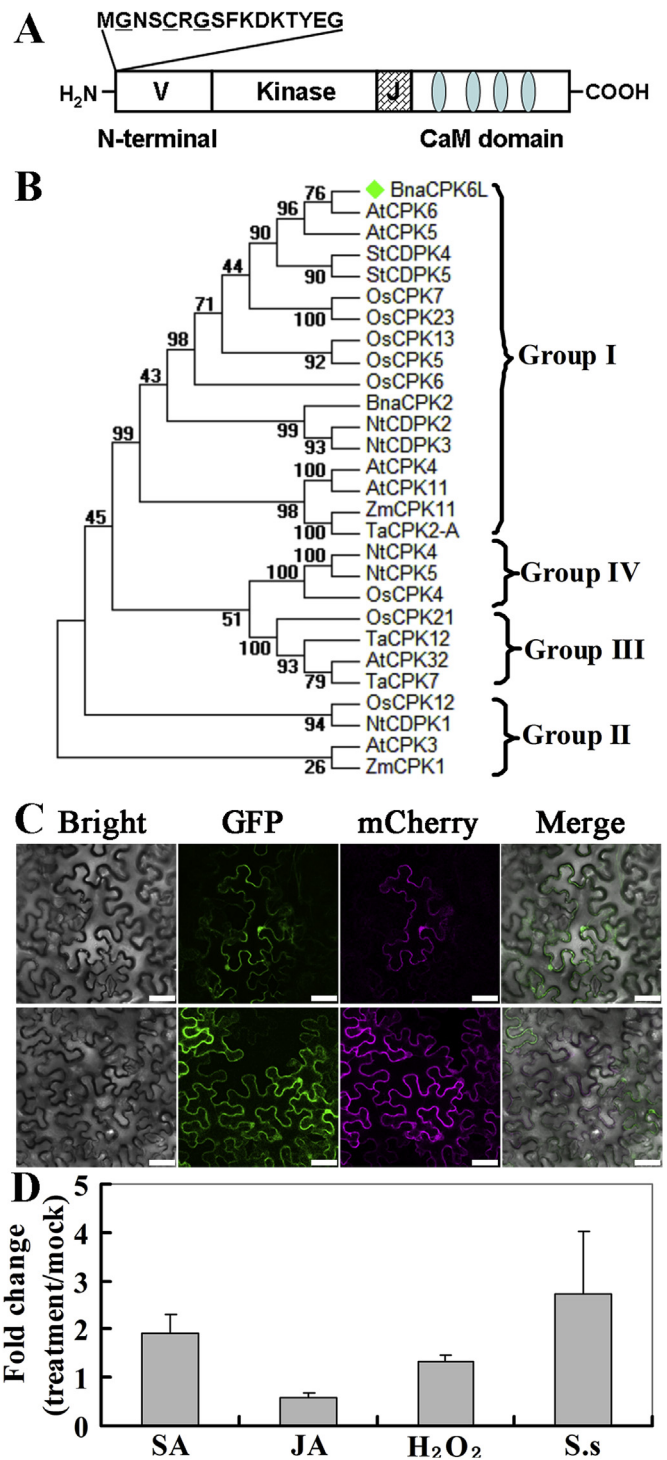 A
MGNSCRGSFKDKTYEG
H₂N
V
Kinase
J
COOH
N-terminal
CaM domain
B
76
BnaCPK6L
96
AtCPK6
90
AtCPK5
StCDPK4
44
90
StCDPK5
OsCPK7
71
100
OsCPK23
98
OsCPK13
92
OsCPK5
Group I
43
OsCPK6
BnaCPK2
99
NtCDPK2
99
93
NtCDPK3
100
AtCPK4
AtCPK11
98
ZmCPK11
45
100
TaCPK2-A
100
NtCPK4
100
NtCPK5
Group IV
OsCPK4
51
OsCPK21
100
TaCPK12
Group III
93
AtCPK32
79
TaCPK7
OsCPK12
94
NtCDPK1
Group II
AtCPK3
26
ZmCPK1
C
Bright GFP mCherry Merge
D
Fold change
(treatment/mock)
5
4
3
2
1
0
SA JA H₂O₂ S.s